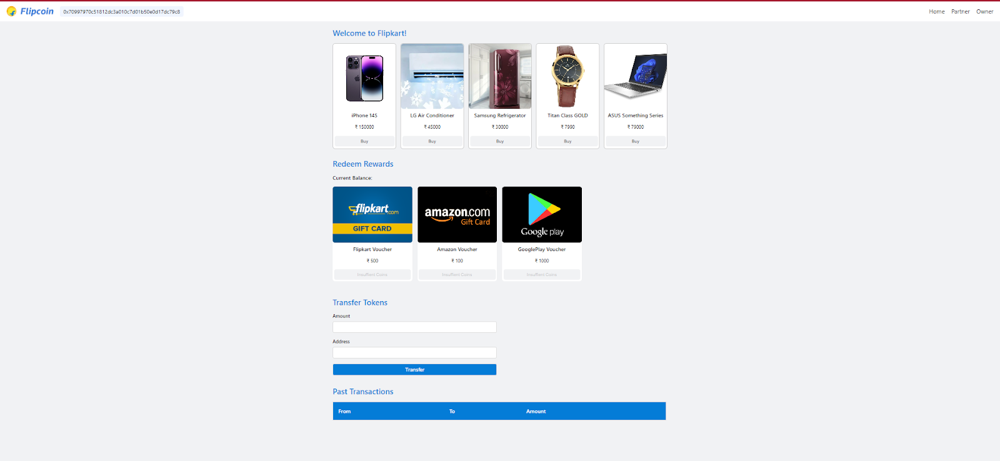 Flipcoin 0x70997970c51812dc3a010c7d01b50e0d17dc79c8 Home Partner Owner
Welcome to Flipkart!
iPhone 14S LG Air Conditioner Samsung Refrigerator Titan Class GOLD ASUS Something Series
₹ 150000 ₹ 45000 ₹ 30000 ₹ 7990 ₹ 79000
Buy Buy Buy Buy Buy
Redeem Rewards
Current Balance:
flipkart.com
GIFT CARD
amazon.com
Gift Card
Google play
Flipkart Voucher Amazon Voucher GooglePlay Voucher
₹ 500 ₹ 100 ₹ 1000
Insuffient Coins Insuffient Coins Insuffient Coins
Transfer Tokens
Amount
Address
Transfer
Past Transactions
From To Amount